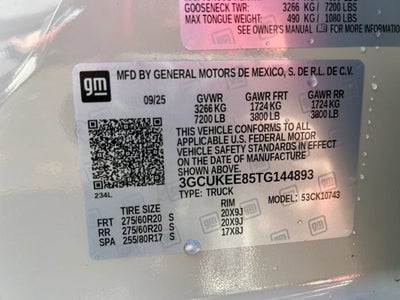 GOOSENECK TWR: 3266 KG / 7200 LBS
MAX TONGUE WEIGHT: 490 KG / 1080 LBS
SEE OWNER'S MANUAL FOR MORE INFORMATION
gm
MFD BY GENERAL MOTORS DE MEXICO, S. DE R.L. DE C.V.
09/25 GVWR GAWR FRT GAWR RR
3266 KG 1724 KG 1724 KG
7200 LB 3800 LB 3800 LB
THIS VEHICLE CONFORMS TO ALL
APPLICABLE U.S. FEDERAL MOTOR
VEHICLE SAFETY STANDARDS IN EFFECT
ON THE DATE OF MANUFACTURE
SHOWN ABOVE
3GCUKEE85TG144893
234L TYPE: TRUCK
TIRE SIZE RIM MODEL: 53CK10743
FRT 275/60R20 S 20X9J
RR 275/60R20 S 20X9J
SPA 255/80R17 S 17X8J